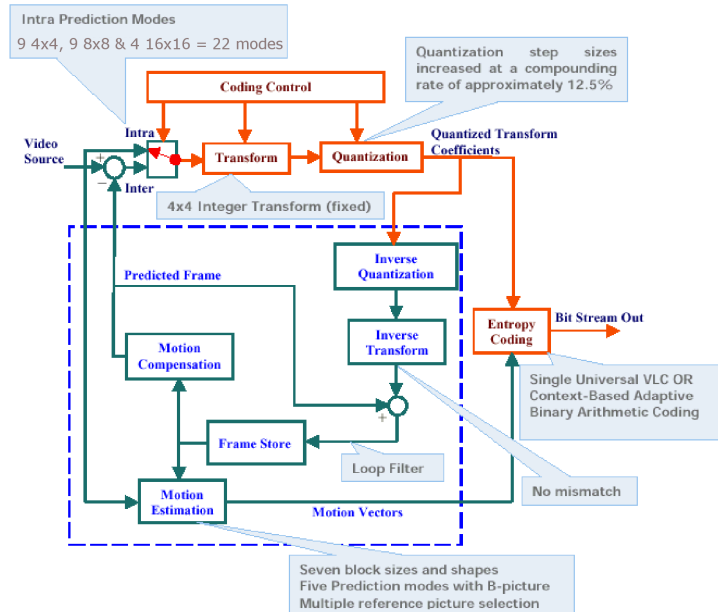 Intra Prediction Modes
9 4x4, 9 8x8 & 4 16x16 = 22 modes
Quantization step sizes
increased at a compounding
rate of approximately 12.5%
Coding Control
Video
Source
Intra
+
−
Inter
Transform
Quantization
Quantized Transform
Coefficients
4x4 Integer Transform (fixed)
Inverse
Quantization
Predicted Frame
Inverse
Transform
Motion
Compensation
Entropy
Coding
Bit Stream Out
+
Single Universal VLC OR
Context-Based Adaptive
Binary Arithmetic Coding
Frame Store
Loop Filter
No mismatch
Motion
Estimation
Motion Vectors
Seven block sizes and shapes
Five Prediction modes with B-picture
Multiple reference picture selection